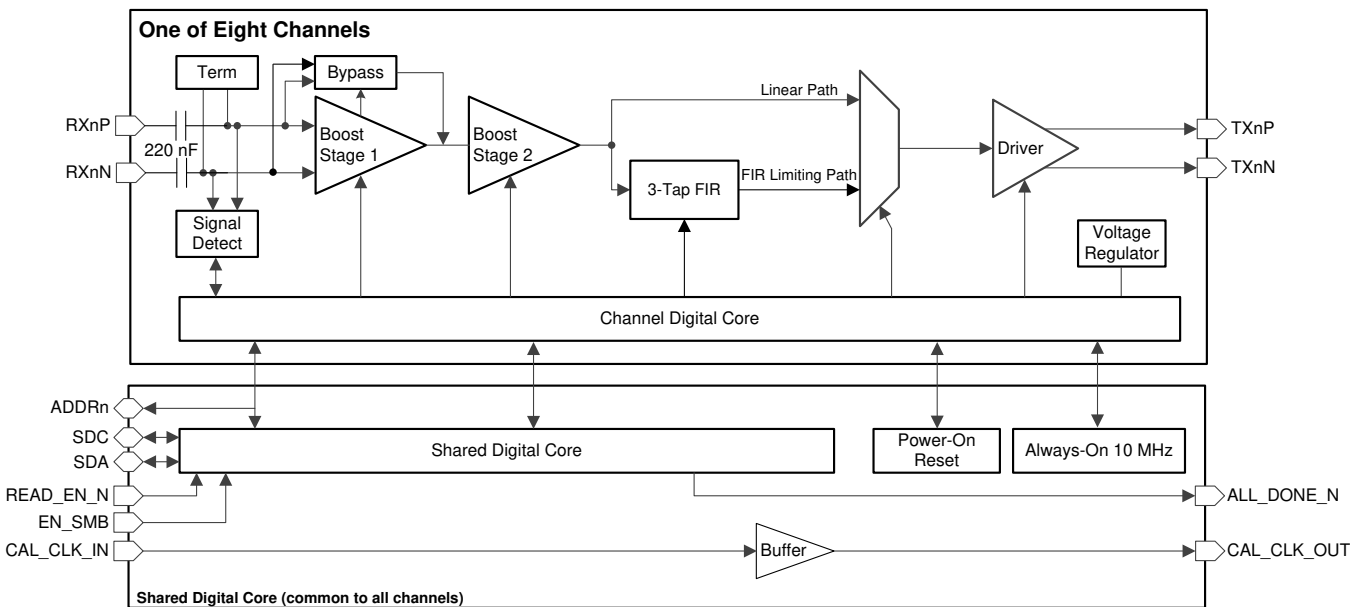 One of Eight Channels
Term
Bypass
Linear Path
RXnP
220 nF
RXnN
Boost
Stage 1
Boost
Stage 2
Driver
TXnP
TXnN
3-Tap FIR
FIR Limiting Path
Signal
Detect
Voltage
Regulator
Channel Digital Core
ADDRn
SDC
SDA
READ_EN_N
EN_SMB
CAL_CLK_IN
Shared Digital Core
Power-On
Reset
Always-On 10 MHz
ALL_DONE_N
Buffer
CAL_CLK_OUT
Shared Digital Core (common to all channels)